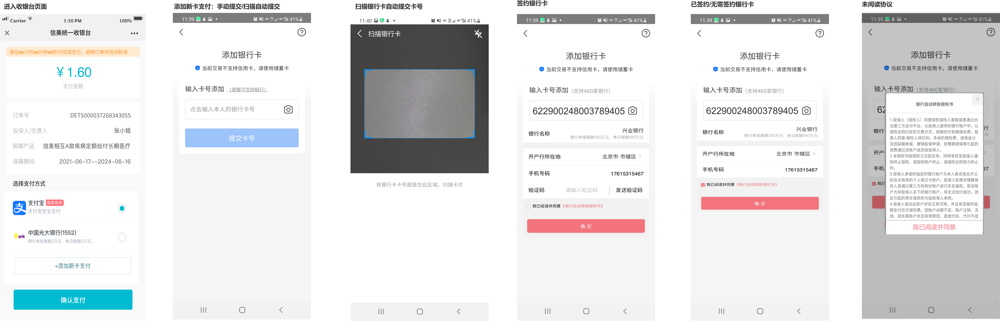 进入收银台页面
Carrier 1:20 PM 100%
信美统一收银台
请在xx小时xx分钟xx秒内完成支付，逾期订单将自动取消
¥ 1.60
支付金额
订单号 DETS000037268343055
投保人/交费人 张小姐
保障产品 信美相互A款疾病定额给付长期医疗
保障期间 2021-06-17--2024-06-16
选择支付方式
支付宝 推荐使用
支付宝安全支付
中国光大银行(1552)
Bank
银行单笔限额2万元，单日限额2万元。
+添加新卡支付
确认支付
添加新卡支付：手动提交/扫描自动提交
11:39 HD 5G HD 4G 41%
添加银行卡
当前交易不支持信用卡，请使用储蓄卡
输入卡号添加 （查看可支持银行）
点击输入本人的银行卡号
提交卡号
扫描银行卡自动提交卡号
11:40 HD 5G HD 4G 41%
扫描银行卡
将银行卡卡号面放在此区域，扫描卡片
签约银行卡
11:39 HD 5G HD 4G 41%
添加银行卡
当前交易不支持信用卡，请使用储蓄卡
输入卡号添加（支持460家银行）
622900248003789405
银行名称 兴业银行
银行单笔限额100万元，单日限额100万元
开户行所在地 北京市 市辖区
手机号码 17615315467
验证码 请输入验证码 发送验证码
我已阅读并同意《银行自动转账授权书》
确 定
已签约/无需签约银行卡
11:39 HD 5G HD 4G 41%
添加银行卡
当前交易不支持信用卡，请使用储蓄卡
输入卡号添加（支持460家银行）
622900248003789405
银行名称 兴业银行
银行单笔限额100万元，单日限额100万元
开户行所在地 北京市 市辖区
手机号码 17615315467
我已阅读并同意《银行自动转账授权书》
确 定
未阅读协议
11:39 HD 5G HD 4G 41%
添加银行卡
当前交易不支持信用卡，请使用储蓄卡
输入卡号添加（支持460家银行）
62
银行
行
元
开户
手机
67
我已
银行自动转账授权书
1.投保人（授权人）同意授权保险人直接或者通过合
法第三方支付平台，从投保人提供的银行账户中，以
保险合同约定的交费方式，按期划付各期保险费，投
保人同意-保险人将红利、多收的保险费、退保金以
及因延期承保、撤销投保申请、犹豫期退保等引起的
退费通过该账户返还给投保人。
2.本授权书自授权之日起生效，持续有效至投保人通
知终止授权、或授权账户终止、或保险合同效力终止
时。
3.投保人承诺所指定的银行账户为本人真实姓名开立
的合法有效的个人借记卡账户。投保人知悉并理解保
险人将通过第三方机构对账户进行实名鉴权，若该账
户为非投保人名下的银行账户，将无法划付成功，因
此引起的责任或损失均由投保人承担。
4.投保人保证此账户状态正常可用，并且有足够的金
额支付应交保险费。因账户余额不足、账户注销、冻
结、挂失等账户状态异常原因，造成代扣、代付不成
我已阅读并同意